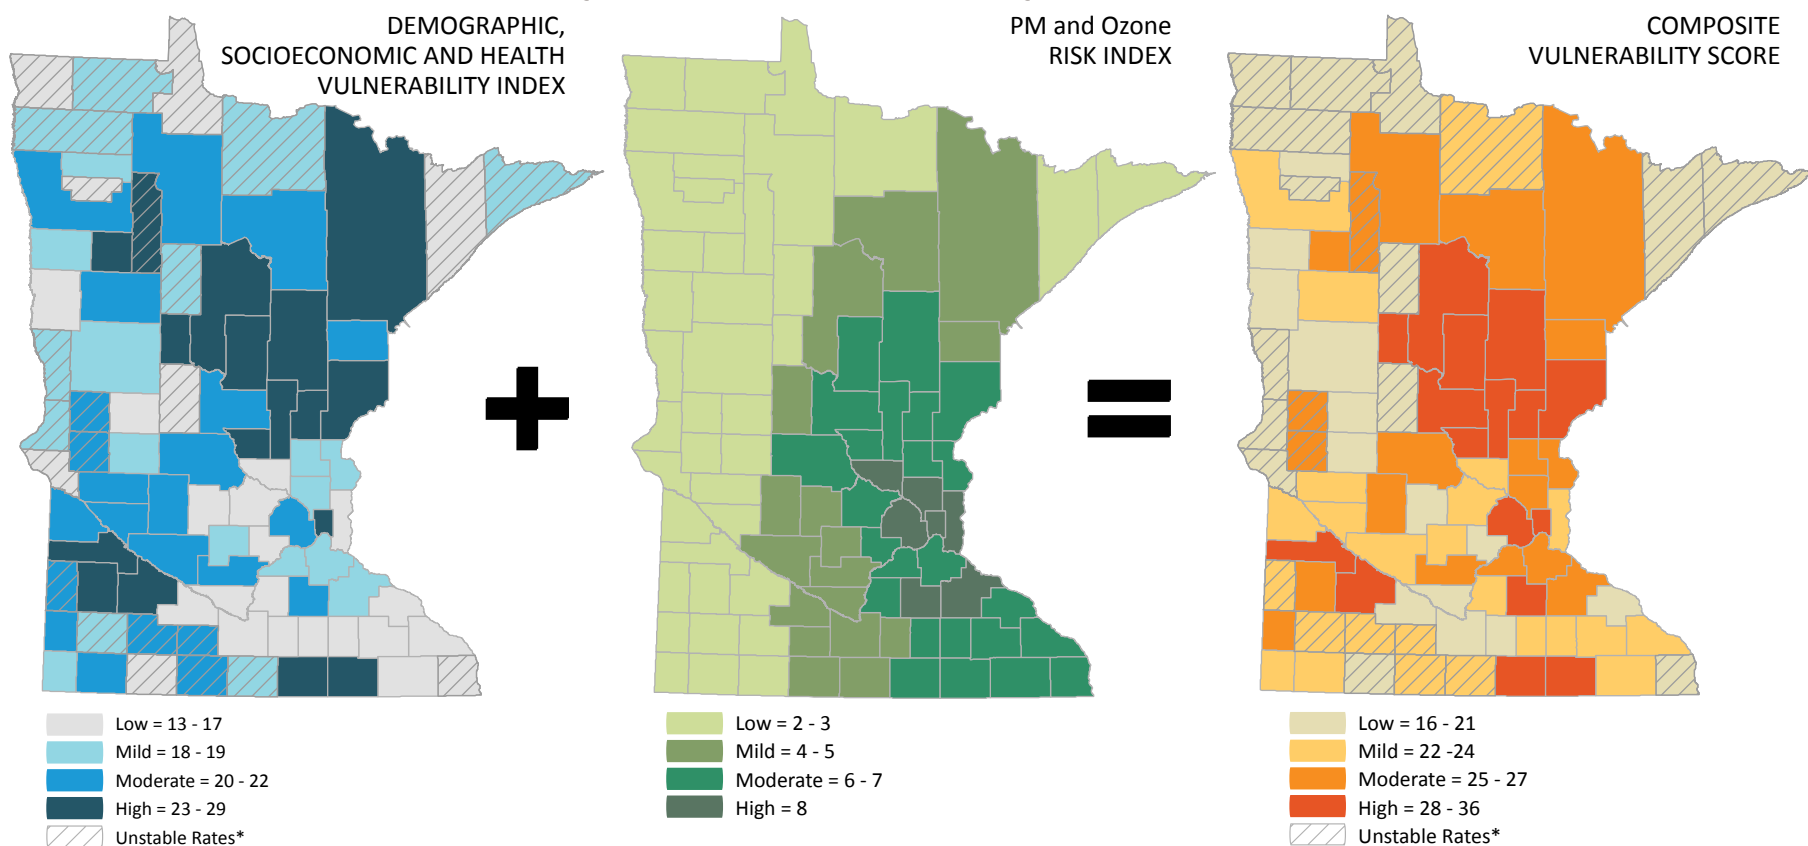 DEMOGRAPHIC,
SOCIOECONOMIC AND HEALTH
VULNERABILITY INDEX
PM and Ozone
RISK INDEX
COMPOSITE
VULNERABILITY SCORE
Low = 13 - 17
Mild = 18 - 19
Moderate = 20 - 22
High = 23 - 29
Unstable Rates*
Low = 2 - 3
Mild = 4 - 5
Moderate = 6 - 7
High = 8
Low = 16 - 21
Mild = 22 -24
Moderate = 25 - 27
High = 28 - 36
Unstable Rates*